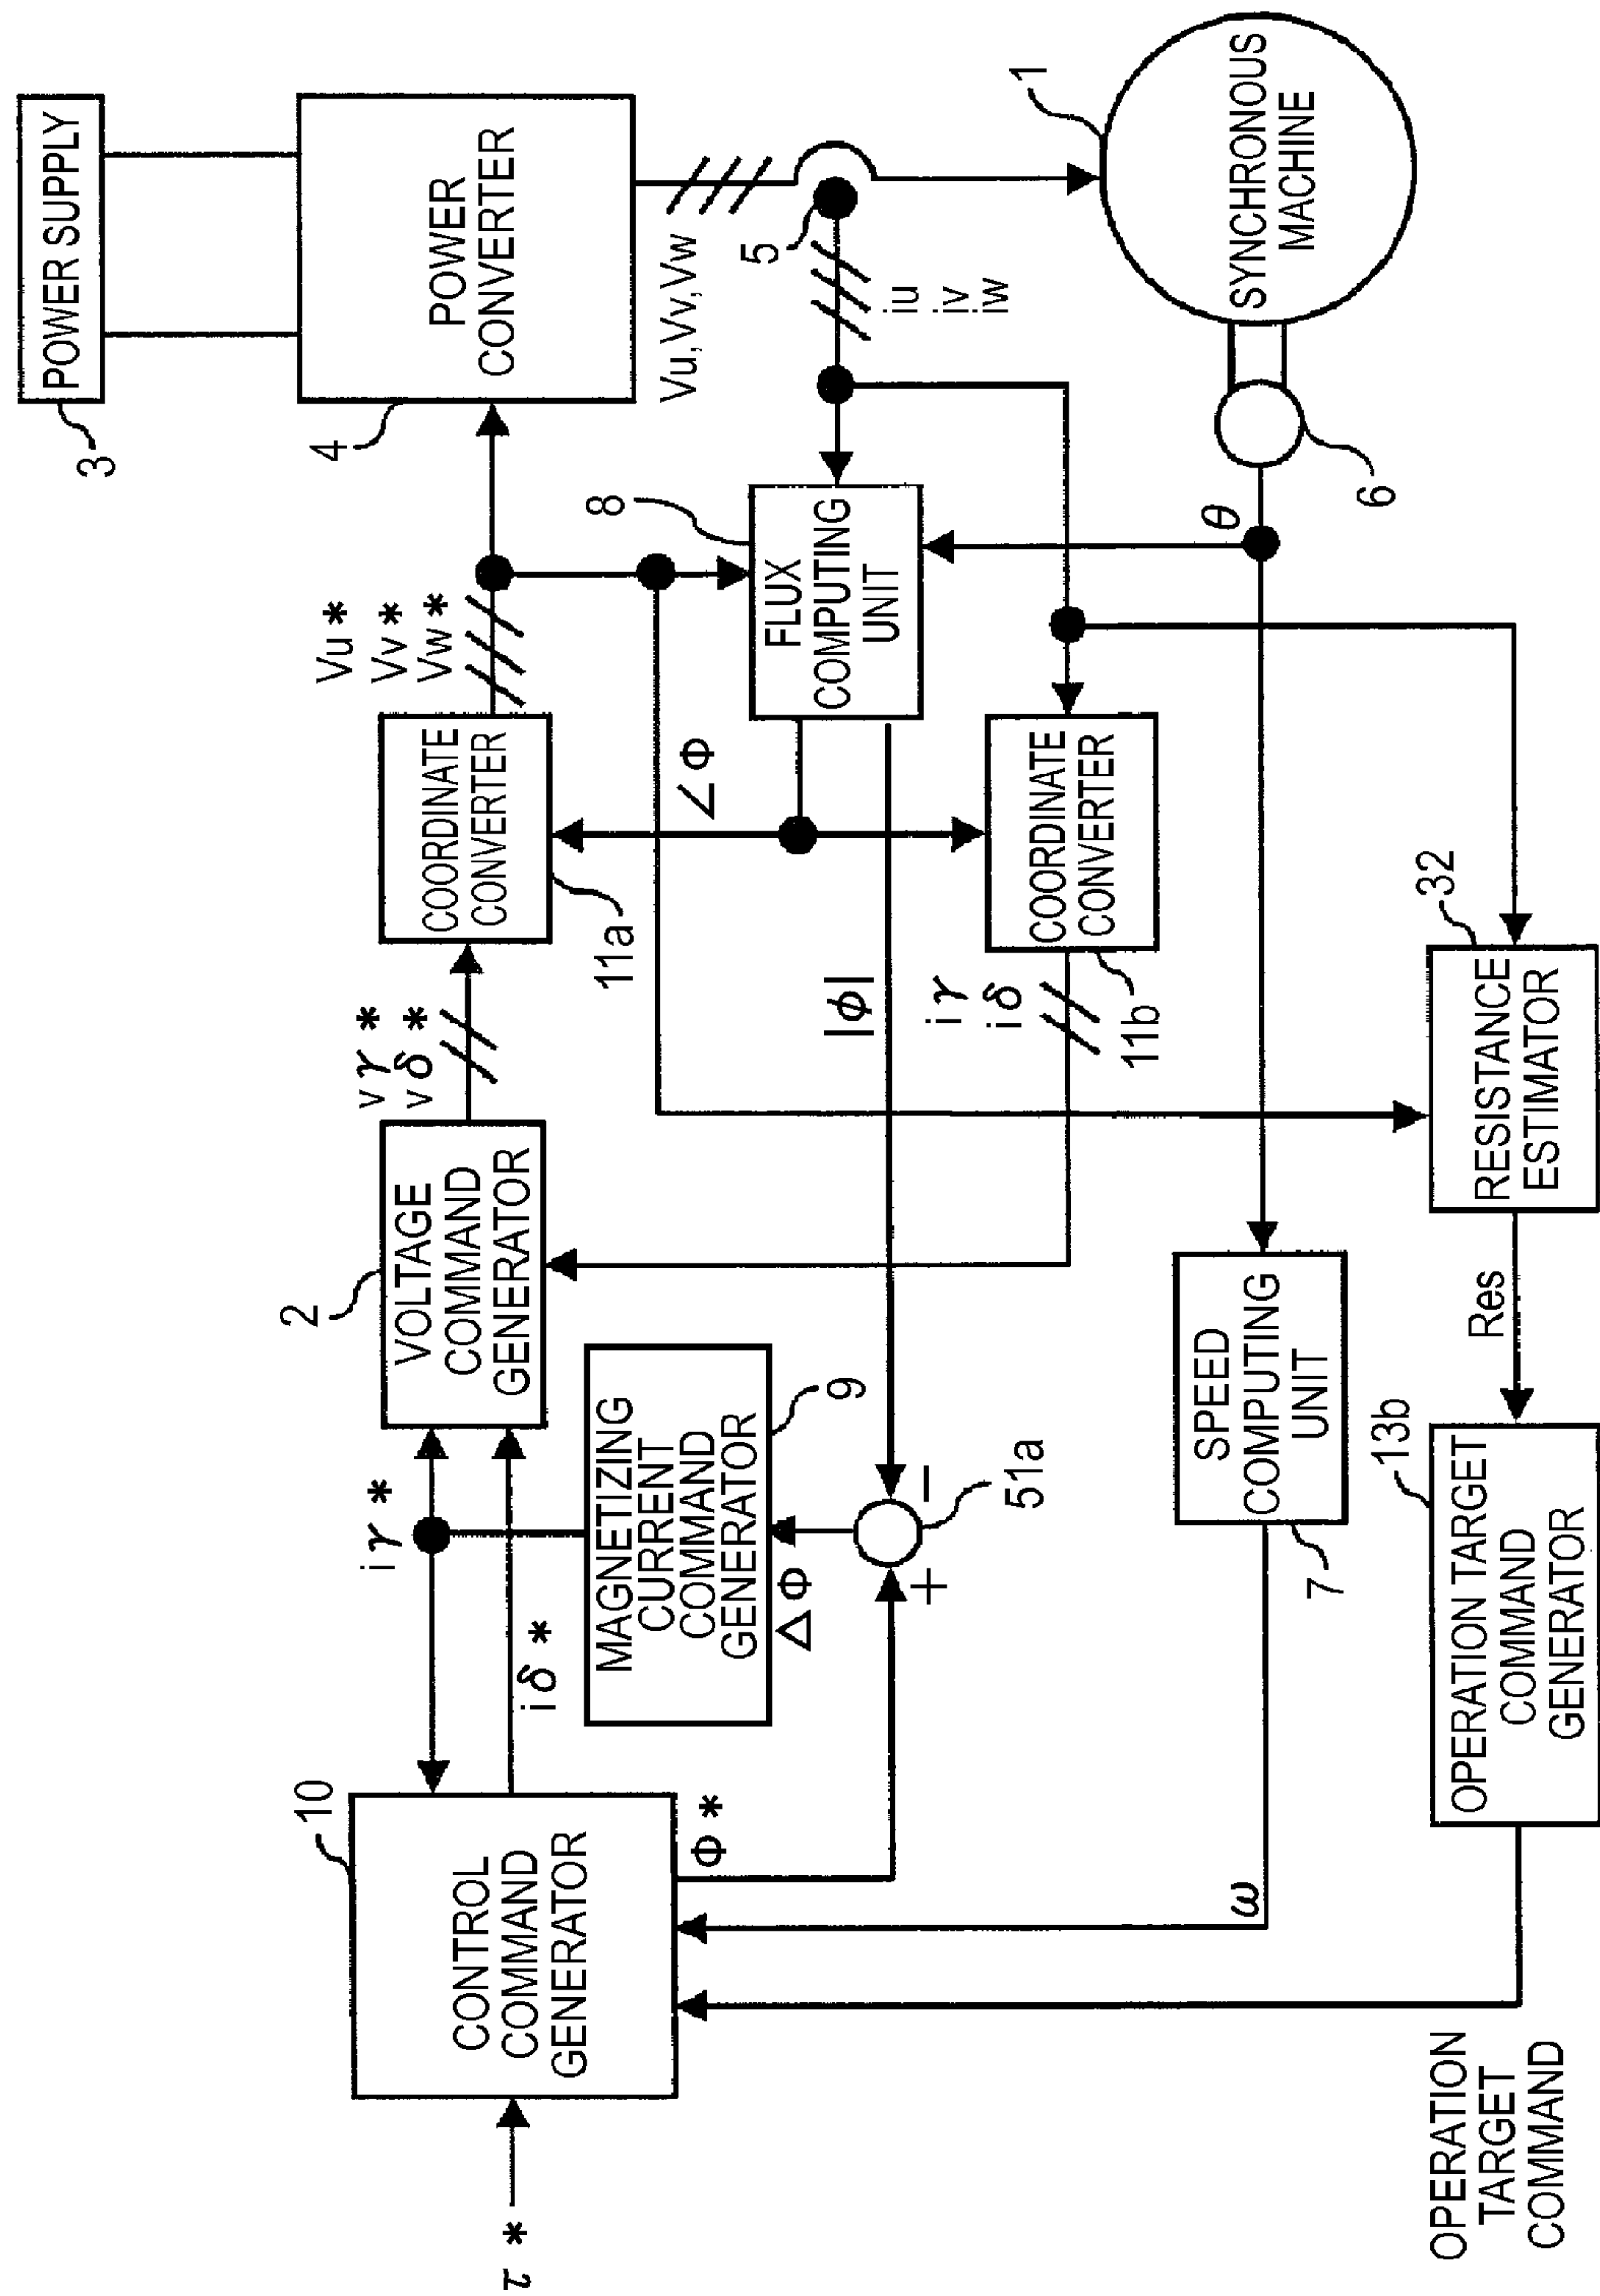 POWER SUPPLY
3
POWER
CONVERTER
4
Vu,Vv,Vw
5
iu
iv
iw
1
SYNCHRONOUS
MACHINE
6
θ
Vu*
Vv*
Vw*
8
FLUX
COMPUTING
UNIT
COORDINATE
CONVERTER
11a
∠Φ
COORDINATE
CONVERTER
11b
|ϕ|
iγ
iδ
32
RESISTANCE
ESTIMATOR
Res
vγ*
vδ*
2
VOLTAGE
COMMAND
GENERATOR
iγ*
iδ*
MAGNETIZING
CURRENT
COMMAND
GENERATOR
9
ΔΦ
−
+
51a
SPEED
COMPUTING
UNIT
7
13b
OPERATION TARGET
COMMAND
GENERATOR
10
CONTROL
COMMAND
GENERATOR
Φ*
ω
τ*
OPERATION
TARGET
COMMAND